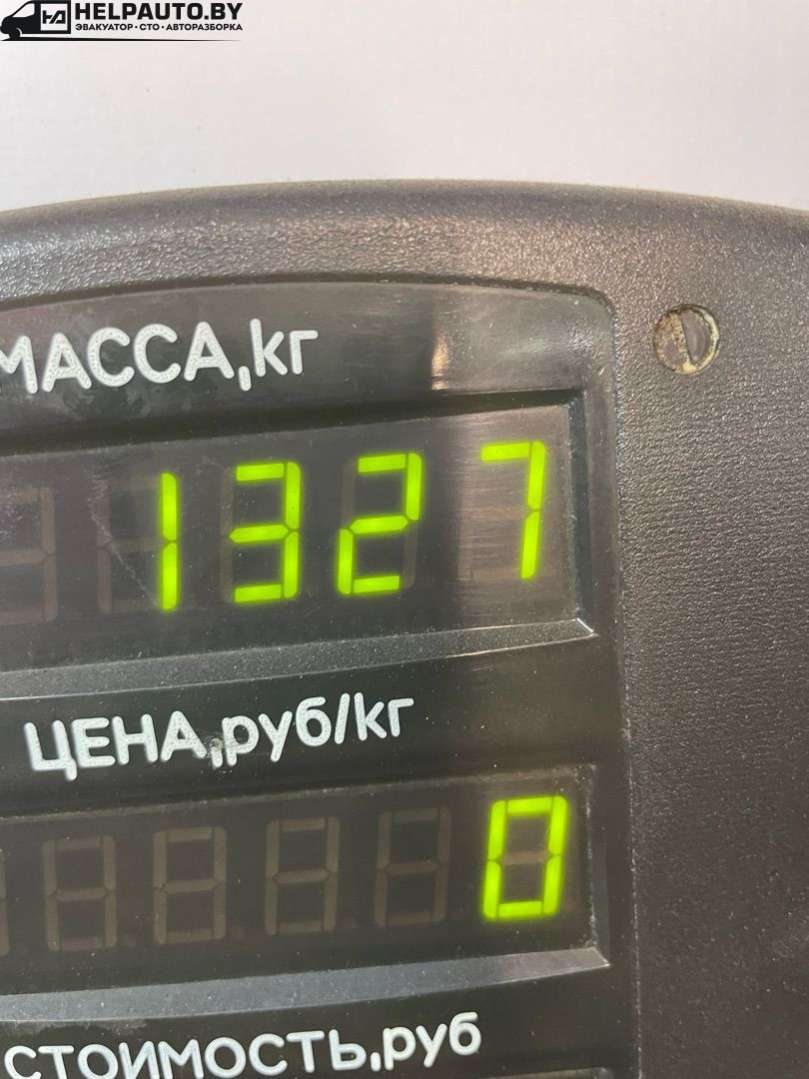 HELPAUTO.BY
ЭВАКУАТОР • СТО • АВТОРАЗБОРКА
МАССА,кг
1327
ЦЕНА,руб/кг
0
СТОИМОСТЬ,руб